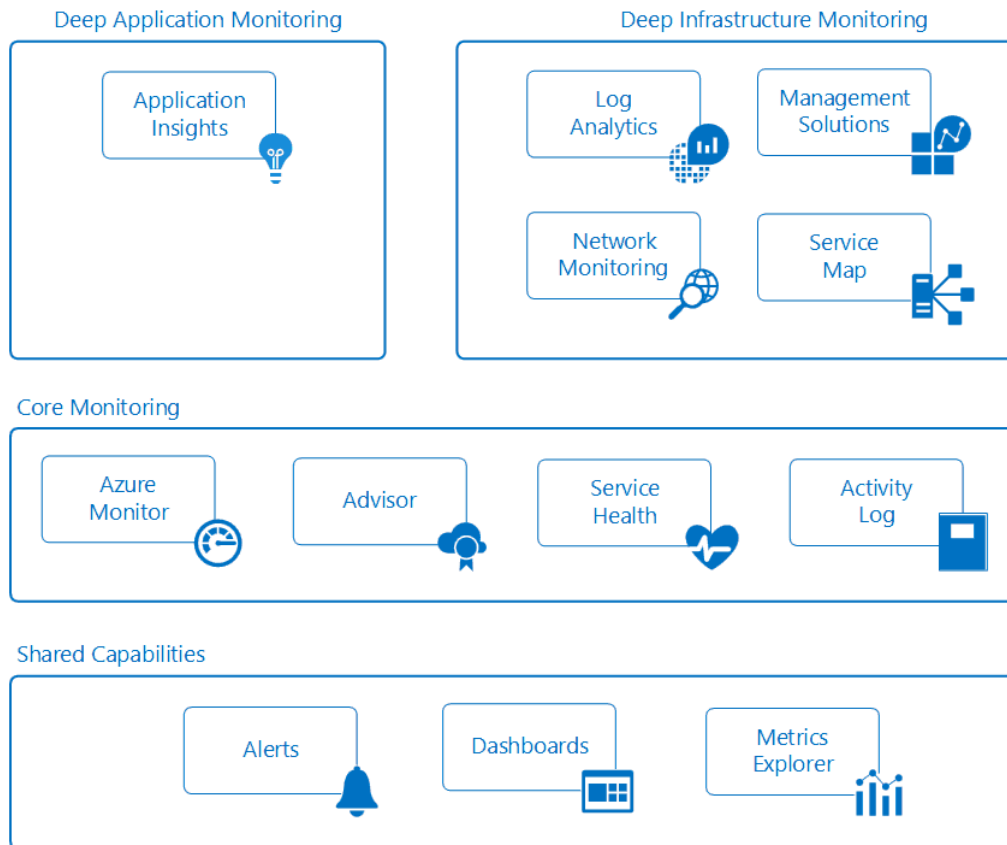 Deep Application Monitoring
Deep Infrastructure Monitoring
Application
Insights
Log
Analytics
Management
Solutions
Network
Monitoring
Service
Map
Core Monitoring
Azure
Monitor
Advisor
Service
Health
Activity
Log
Shared Capabilities
Alerts
Dashboards
Metrics
Explorer